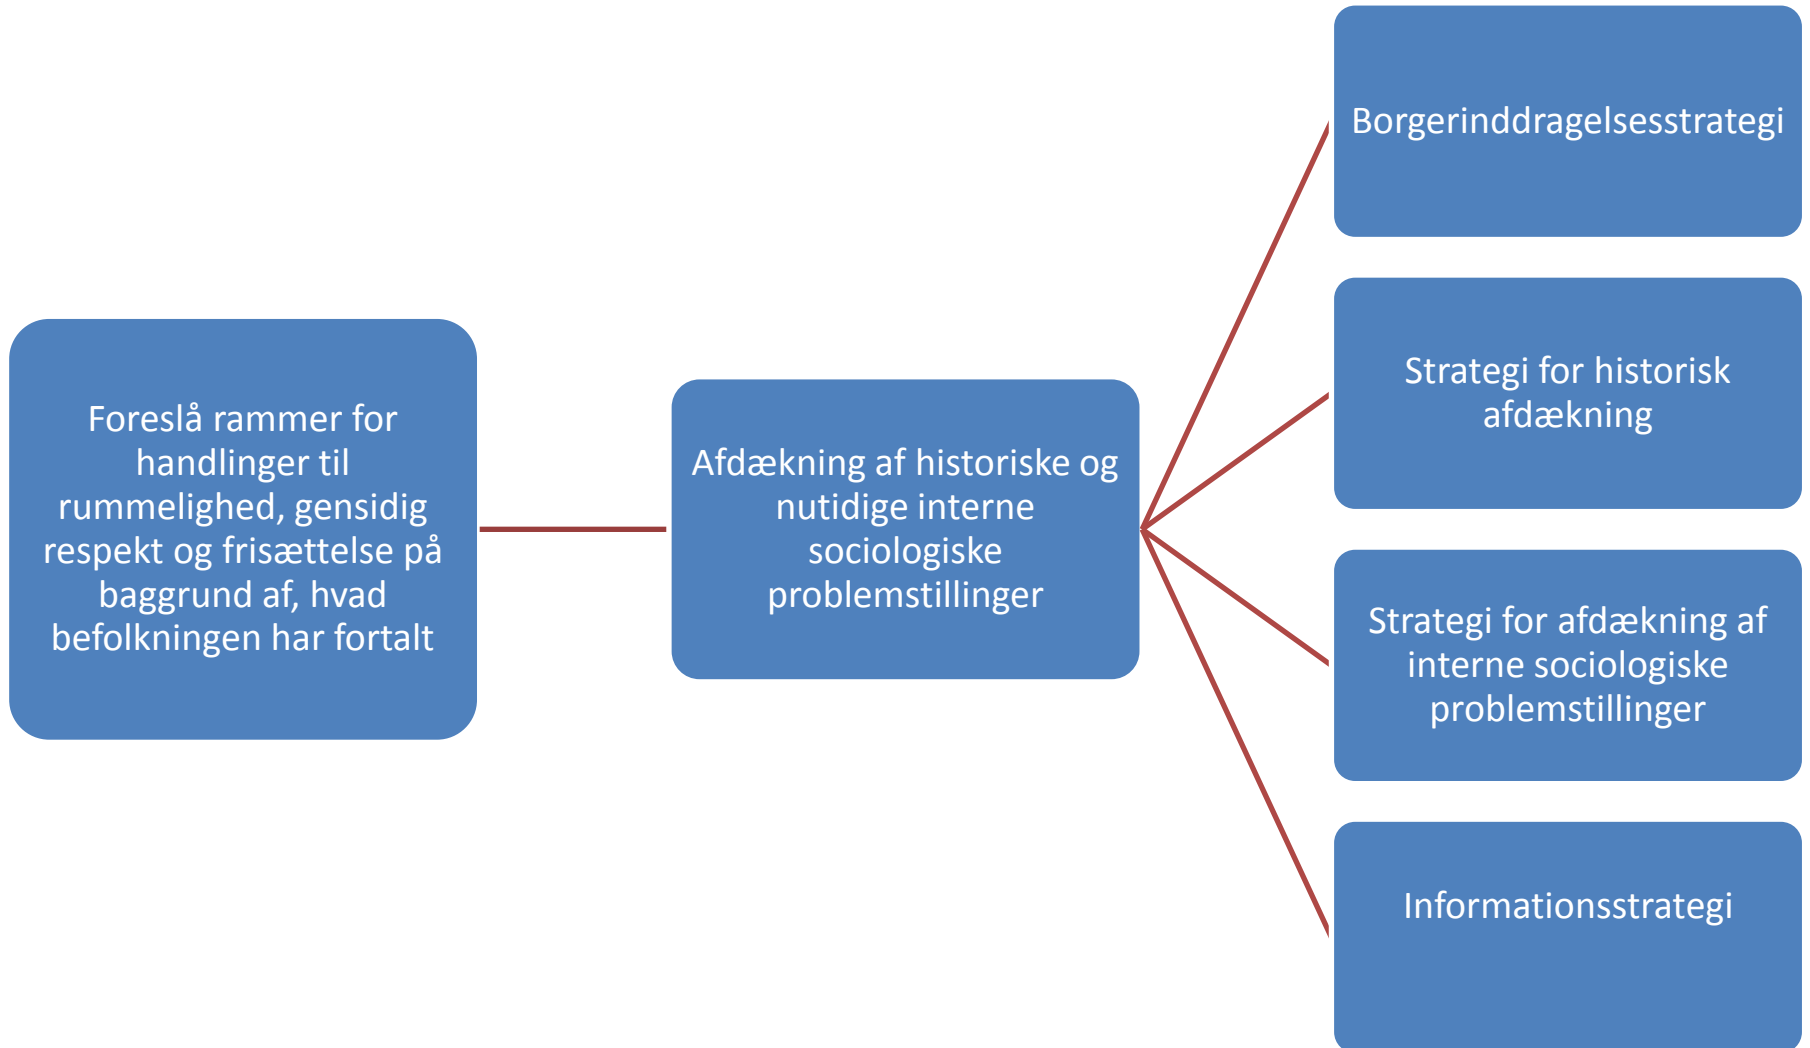 Foreslå rammer for
handlinger til
rummelighed, gensidig
respekt og frisættelse på
baggrund af, hvad
befolkningen har fortalt
Afdækning af historiske og
nutidige interne
sociologiske
problemstillinger
Borgerinddragelsesstrategi
Strategi for historisk
afdækning
Strategi for afdækning af
interne sociologiske
problemstillinger
Informationsstrategi